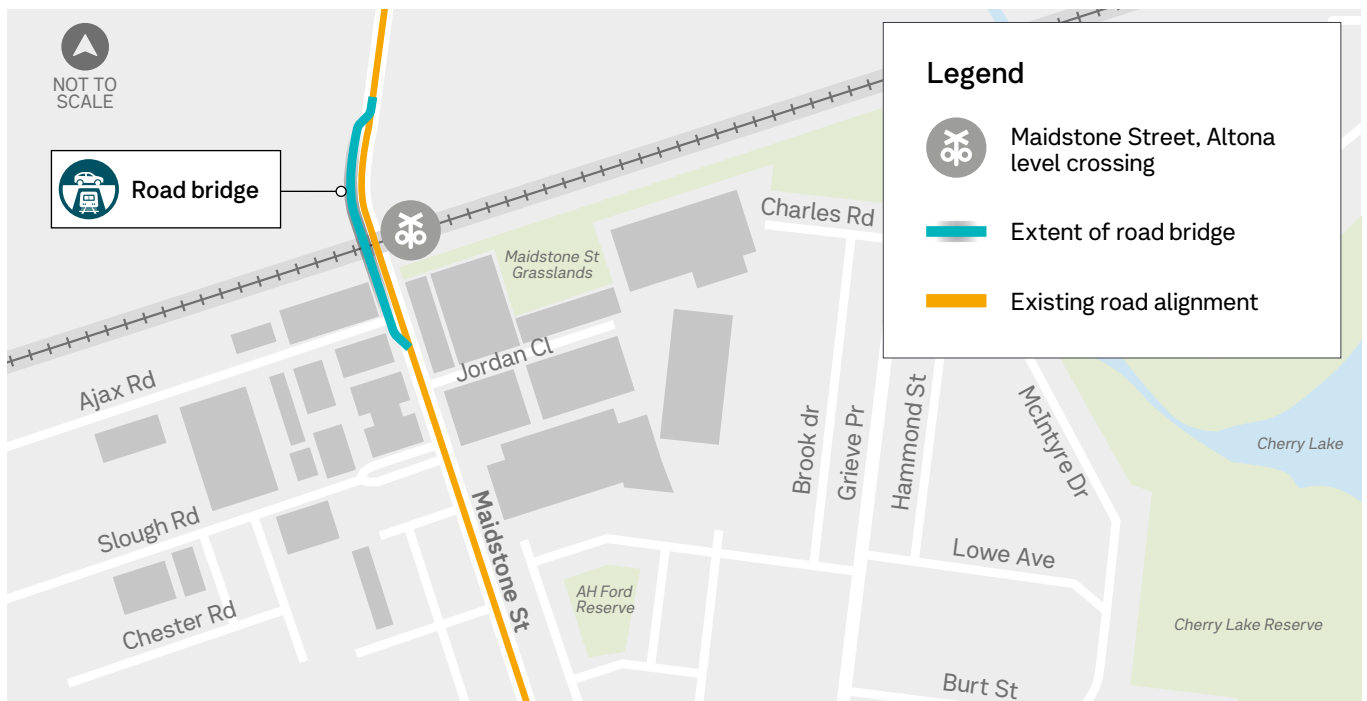 NOT TO
SCALE
Road bridge
Legend
Maidstone Street, Altona
level crossing
Extent of road bridge
Existing road alignment
Charles Rd
Maidstone St
Grasslands
Jordan Cl
Ajax Rd
Slough Rd
Chester Rd
Maidstone St
Brook dr
Grieve Pr
Hammond St
McIntyre Dr
Cherry Lake
Lowe Ave
AH Ford
Reserve
Cherry Lake Reserve
Burt St